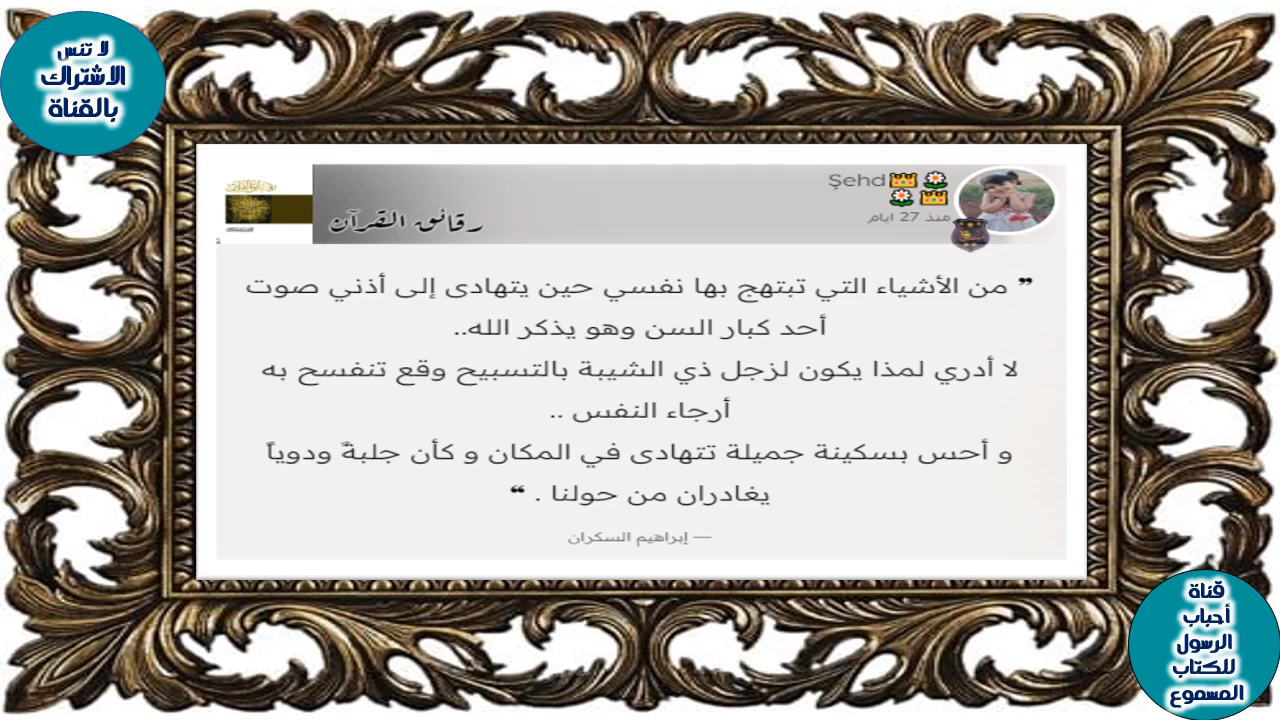 لا تنس
الاشتراك
بالقناة
Şehd
منذ 27 ايام
رقائق القرآن
❞ من الأشياء التي تبتهج بها نفسي حين يتهادى إلى أذني صوت
أحد كبار السن وهو يذكر الله..
لا أدري لمذا يكون لزجل ذي الشيبة بالتسبيح وقع تنفسح به
أرجاء النفس ..
و أحس بسكينة جميلة تتهادى في المكان و كأن جلبةً ودوياً
يغادران من حولنا . ❝
— إبراهيم السكران
قناة
أحباب
الرسول
للكتاب
المسموع